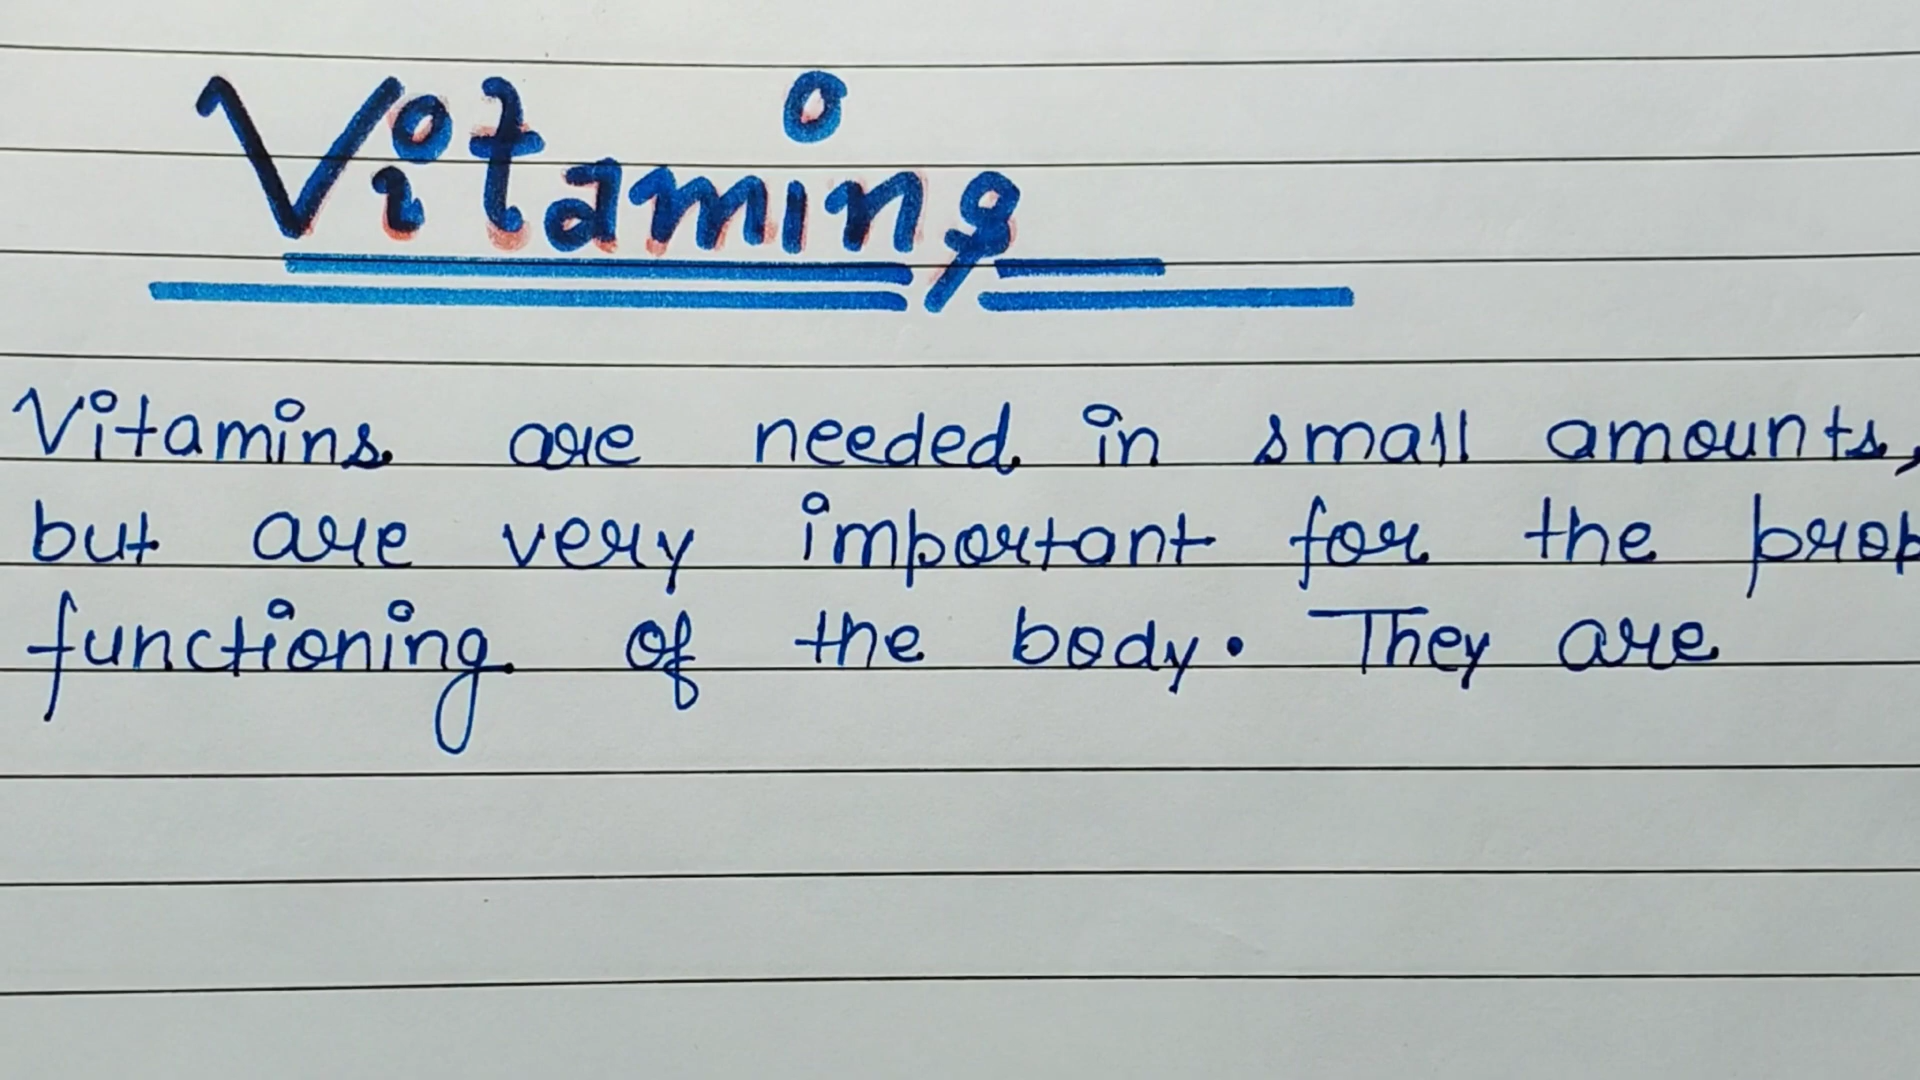 Vitamins
Vitamins are needed in small amounts,
but are very important for the prop
functioning of the body. They are